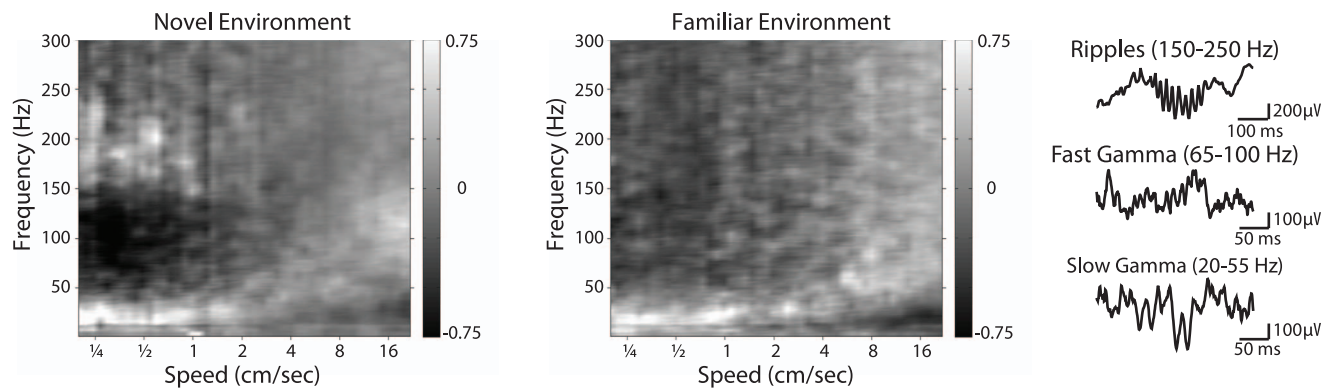 Novel Environment
300
250
200
150
100
50
Frequency (Hz)
¼ ½ 1 2 4 8 16
Speed (cm/sec)
0.75
0
-0.75
Familiar Environment
300
250
200
150
100
50
Frequency (Hz)
¼ ½ 1 2 4 8 16
Speed (cm/sec)
0.75
0
-0.75
Ripples (150-250 Hz)
200µV
100 ms
Fast Gamma (65-100 Hz)
100µV
50 ms
Slow Gamma (20-55 Hz)
100µV
50 ms